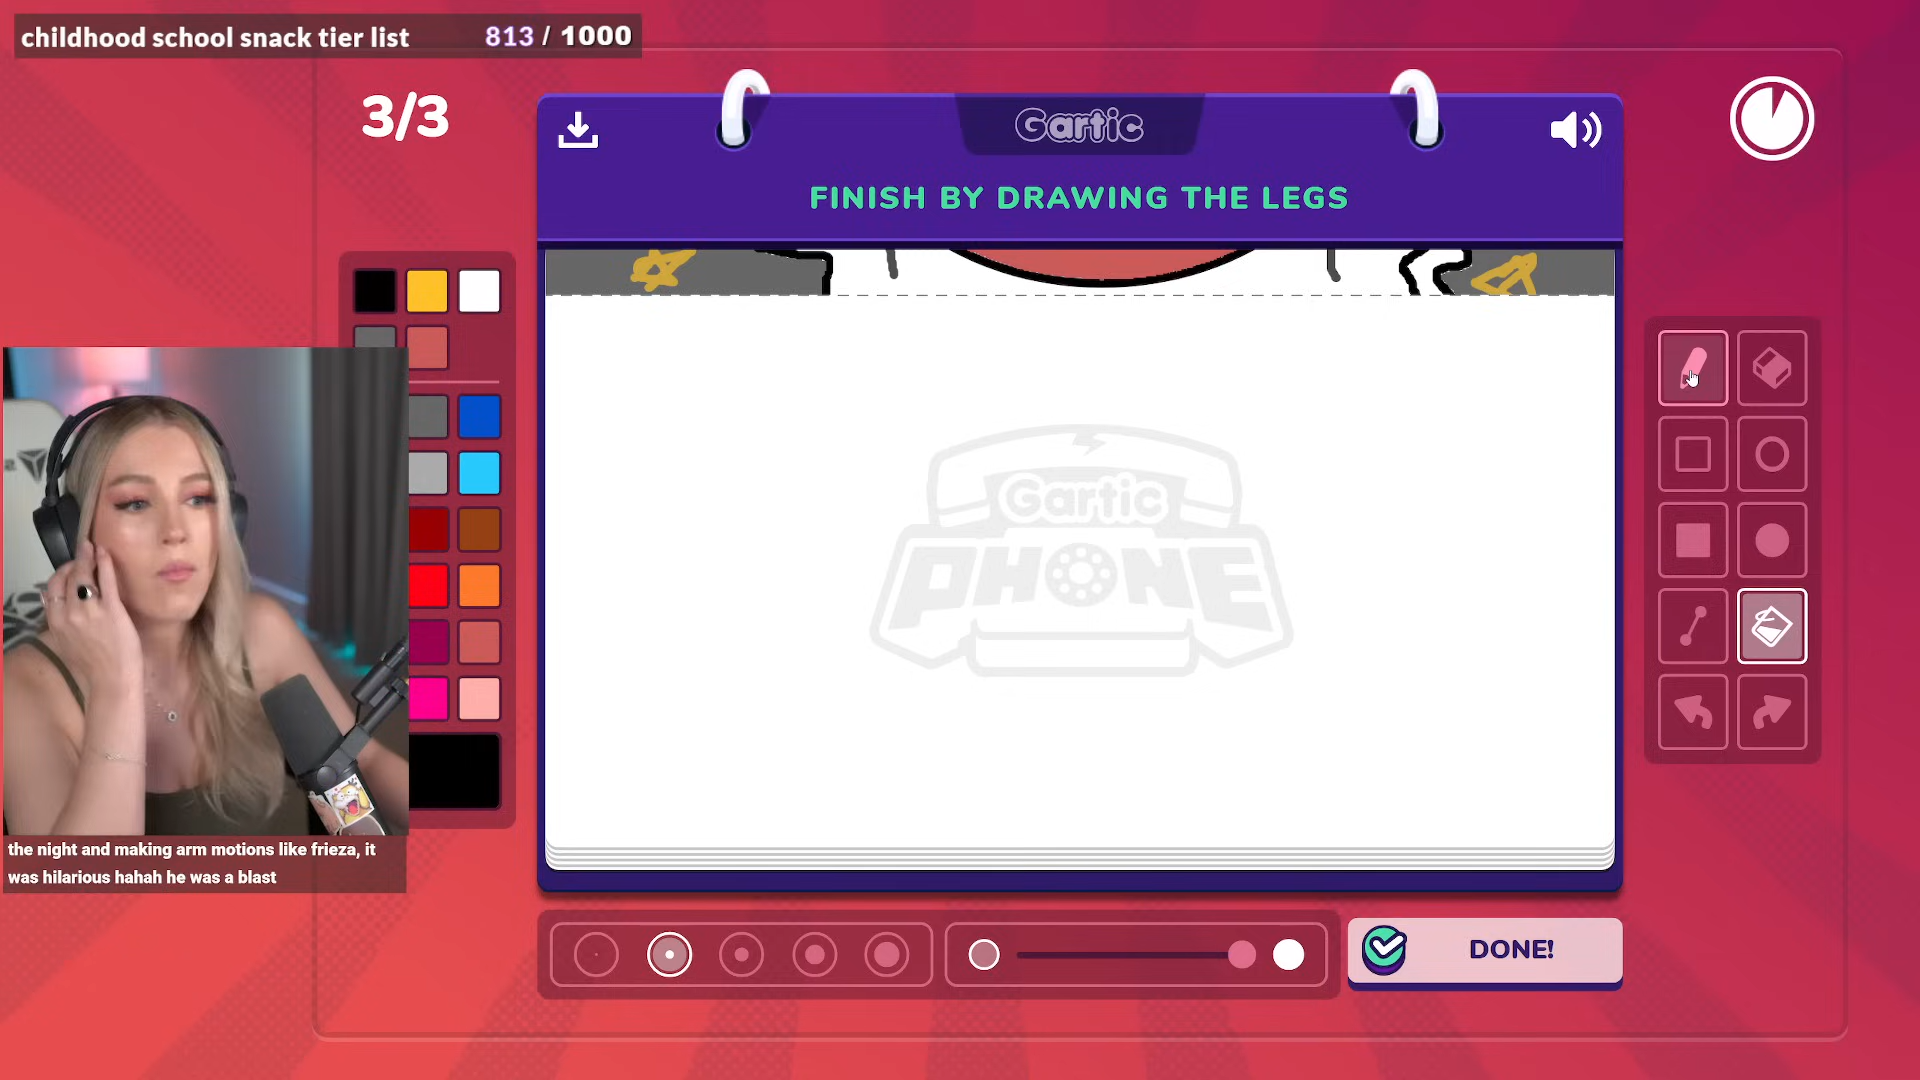 childhood school snack tier list 813 / 1000
3/3
Gartic
FINISH BY DRAWING THE LEGS
Gartic
PHONE
the night and making arm motions like frieza, it
was hilarious hahah he was a blast
DONE!